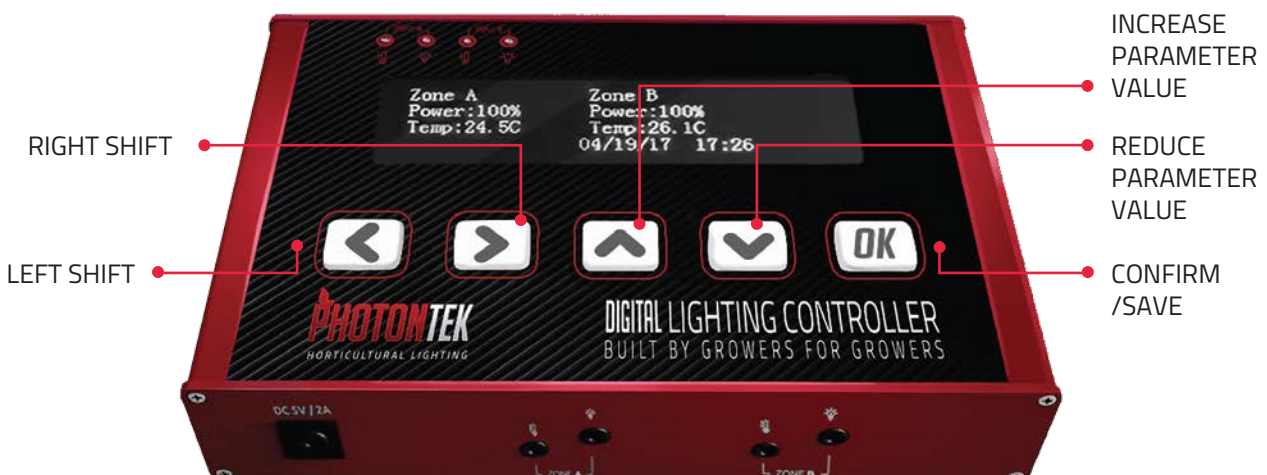 INCREASE
PARAMETER
VALUE
Zone A Zone B
Power:100% Power:100%
Temp:24.5C Temp:26.1C
04/19/17 17:26
RIGHT SHIFT
REDUCE
PARAMETER
VALUE
OK
LEFT SHIFT
CONFIRM
/SAVE
PHOTONTEK
HORTICULTURAL LIGHTING
DIGITAL LIGHTING CONTROLLER
BUILT BY GROWERS FOR GROWERS
DC5V|2A
ZONE A ZONE B